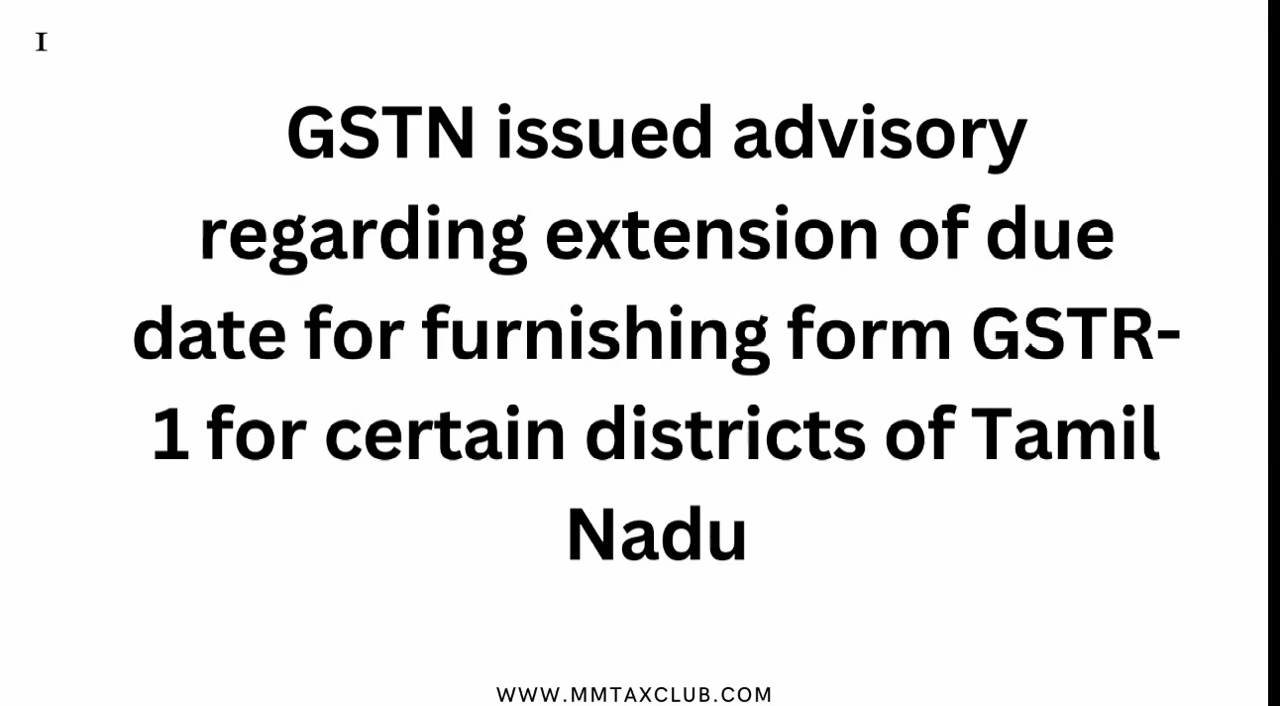 1
GSTN issued advisory
regarding extension of due
date for furnishing form GSTR-
1 for certain districts of Tamil
Nadu
WWW.MMTAXCLUB.COM